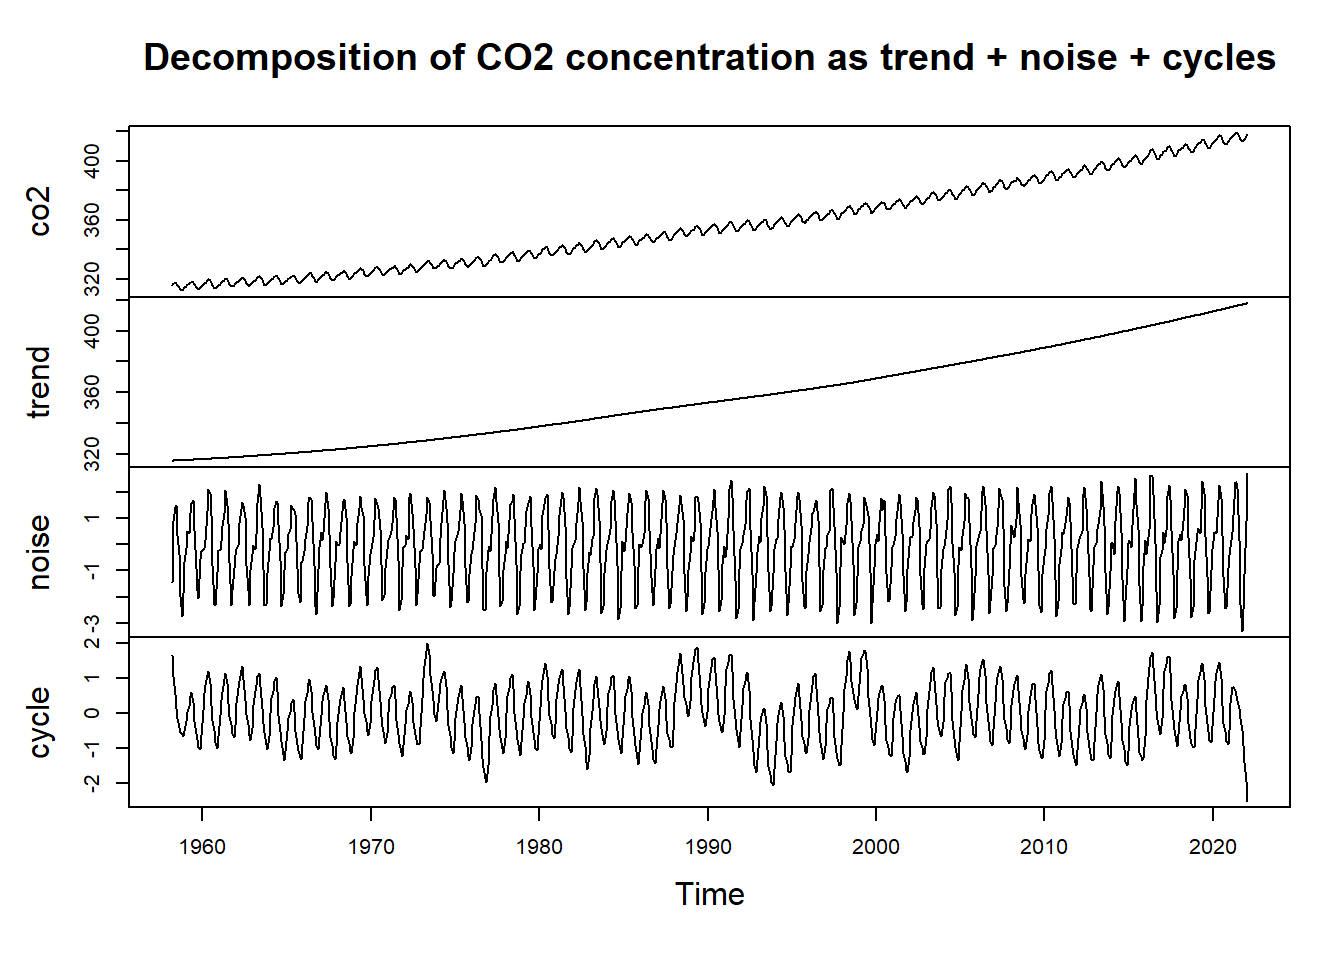 Decomposition of CO2 concentration as trend + noise + cycles
co2
320 360 400
trend
320 360 400
noise
-3 -1 1
cycle
-2 -1 0 1 2
1960 1970 1980 1990 2000 2010 2020
Time